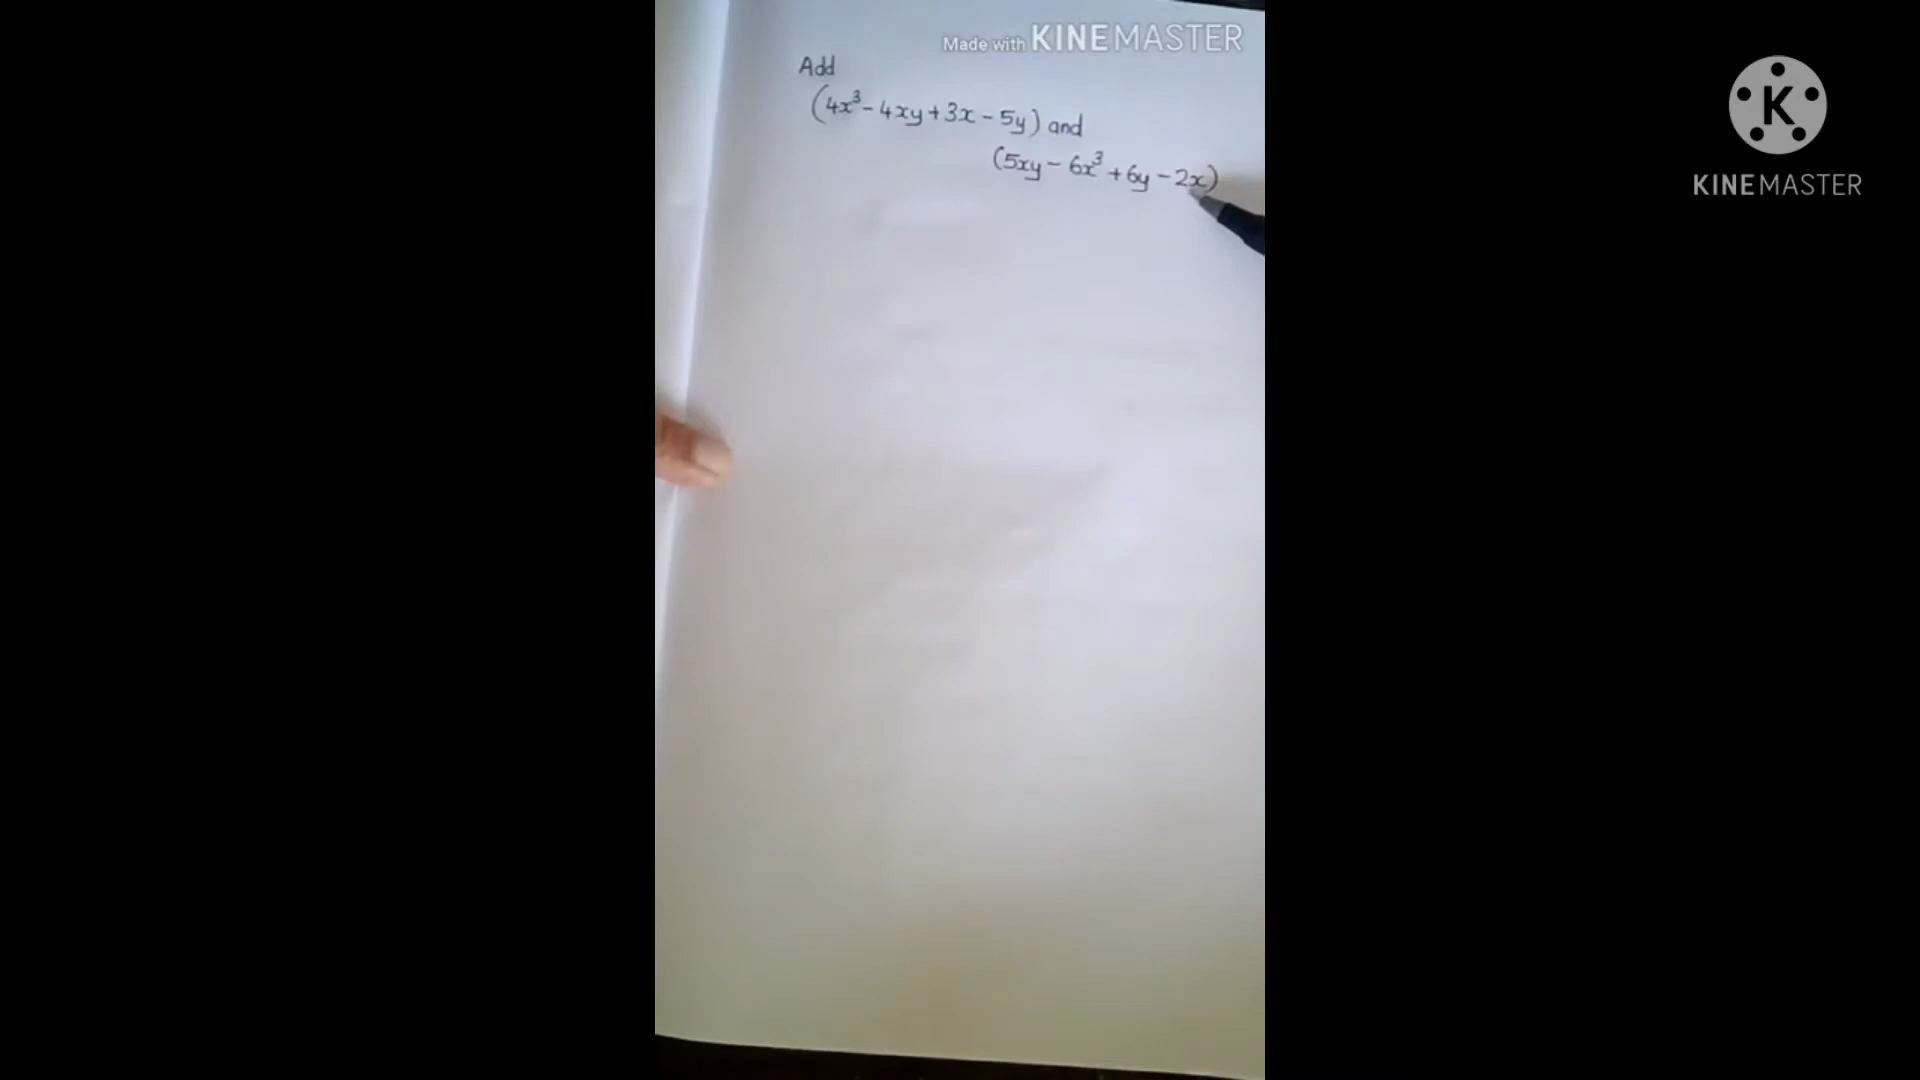 Made with KINEMASTER
Add
(4x³ - 4xy + 3x - 5y) and
(5xy - 6x³ + 6y - 2x)
K
KINEMASTER